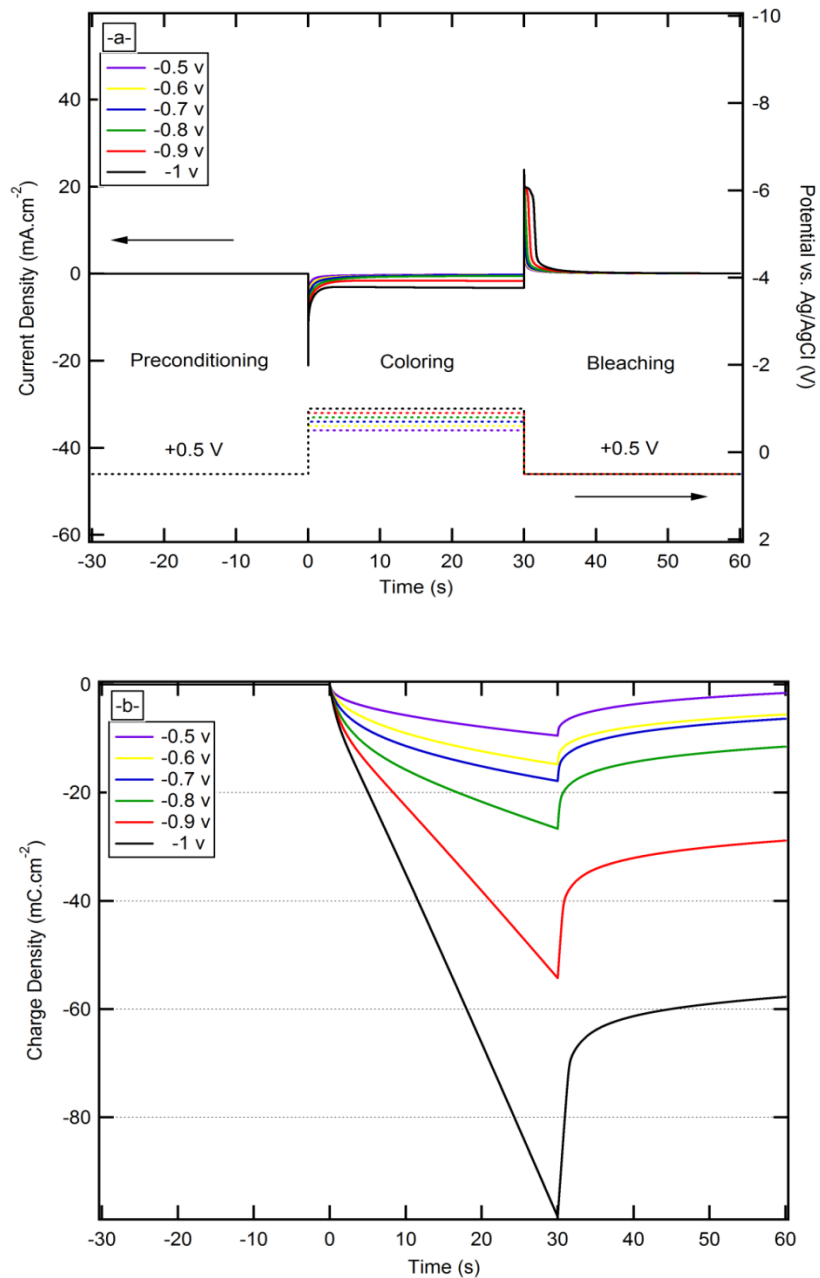 -a-
-0.5 v
-0.6 v
-0.7 v
-0.8 v
-0.9 v
-1 v
Current Density (mA.cm-2)
40
20
0
-20
-40
-60
-10
-8
-6
-4
-2
0
2
Potential vs. Ag/AgCl (V)
Preconditioning
Coloring
Bleaching
+0.5 V
+0.5 V
-30
-20
-10
0
10
20
30
40
50
60
Time (s)
-b-
-0.5 v
-0.6 v
-0.7 v
-0.8 v
-0.9 v
-1 v
Charge Density (mC.cm-2)
0
-20
-40
-60
-80
-30
-20
-10
0
10
20
30
40
50
60
Time (s)